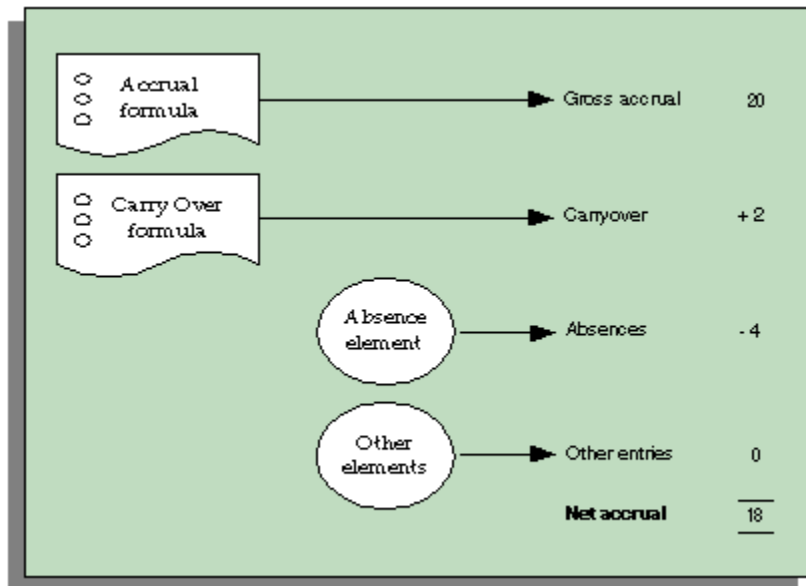 Accrual
formula
Gross accrual 20
Carry Over
formula
Carryover + 2
Absence
element
Absences - 4
Other
elements
Other entries 0
Net accrual 18